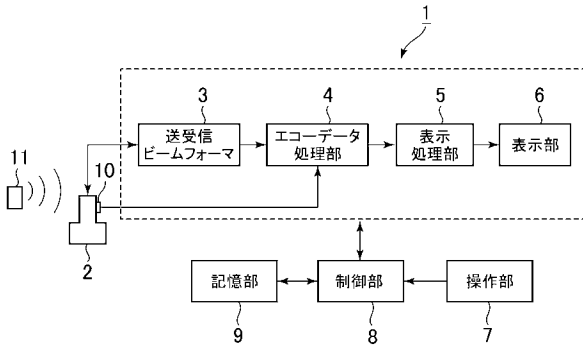 1
3
4
5
6
送受信
ビームフォーマ
エコーデータ
処理部
表示
処理部
表示部
11
10
2
記憶部
制御部
操作部
9
8
7